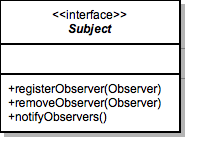 <<interface>>
Subject
+registerObserver(Observer)
+removeObserver(Observer)
+notifyObservers()